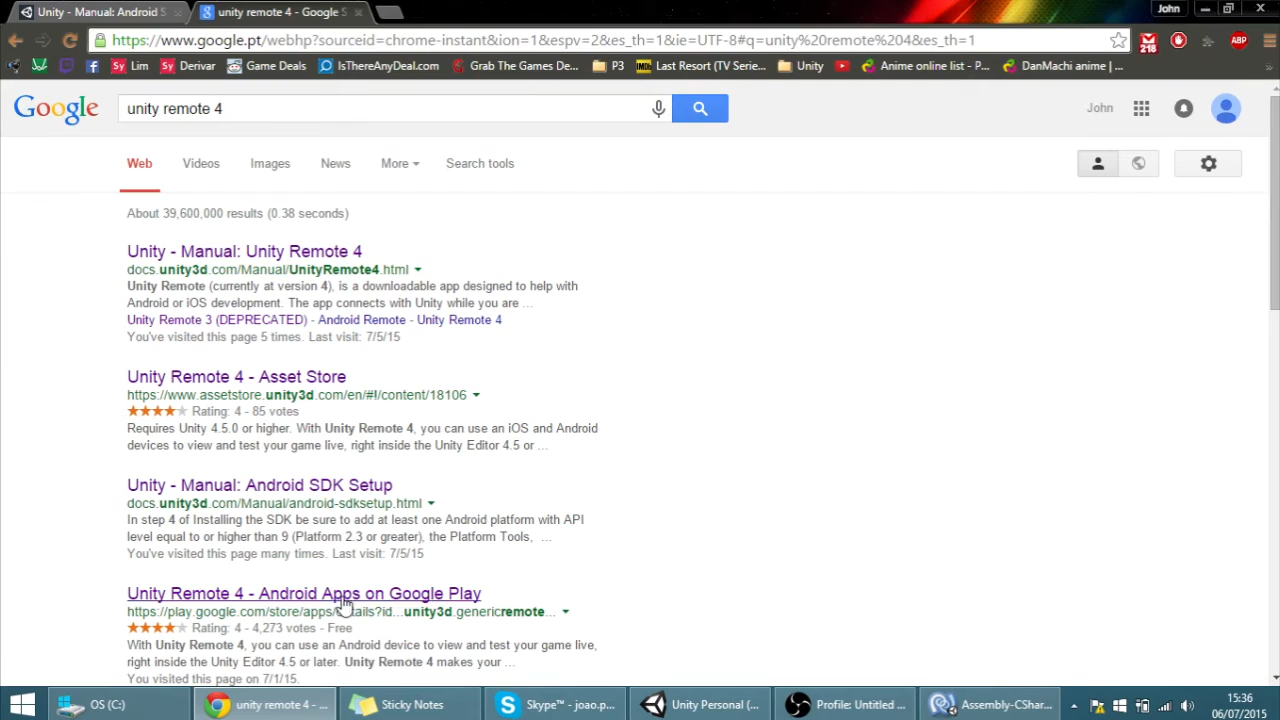 Unity - Manual: Android S
unity remote 4 - Google S
John
https://www.google.pt/webhp?sourceid=chrome-instant&ion=1&espv=2&es_th=1&ie=UTF-8#q=unity%20remote%204&es_th=1
218
ABP
Sy Lim
Sy Derivar
Game Deals
IsThereAnyDeal.com
Grab The Games De...
P3
IMDb Last Resort (TV Serie...
Unity
Anime online list - P...
DanMachi anime | ...
Google
unity remote 4
John
Web
Videos
Images
News
More
Search tools
About 39,600,000 results (0.38 seconds)
Unity - Manual: Unity Remote 4
docs.unity3d.com/Manual/UnityRemote4.html
Unity Remote (currently at version 4), is a downloadable app designed to help with
Android or iOS development. The app connects with Unity while you are ...
Unity Remote 3 (DEPRECATED) - Android Remote - Unity Remote 4
You've visited this page 5 times. Last visit: 7/5/15
Unity Remote 4 - Asset Store
https://www.assetstore.unity3d.com/en/#!/content/18106
Rating: 4 - 85 votes
Requires Unity 4.5.0 or higher. With Unity Remote 4, you can use an iOS and Android
devices to view and test your game live, right inside the Unity Editor 4.5 or ...
Unity - Manual: Android SDK Setup
docs.unity3d.com/Manual/android-sdksetup.html
In step 4 of Installing the SDK be sure to add at least one Android platform with API
level equal to or higher than 9 (Platform 2.3 or greater), the Platform Tools, ...
You've visited this page many times. Last visit: 7/5/15
Unity Remote 4 - Android Apps on Google Play
https://play.google.com/store/apps/details?id...unity3d.genericremote...
Rating: 4 - 4,273 votes - Free
With Unity Remote 4, you can use an Android device to view and test your game live,
right inside the Unity Editor 4.5 or later. Unity Remote 4 makes your ...
You visited this page on 7/1/15.
OS (C:)
unity remote 4 - ...
Sticky Notes
Skype™ - joao.p...
Unity Personal (...
Profile: Untitled ...
Assembly-CShar...
15:36
06/07/2015